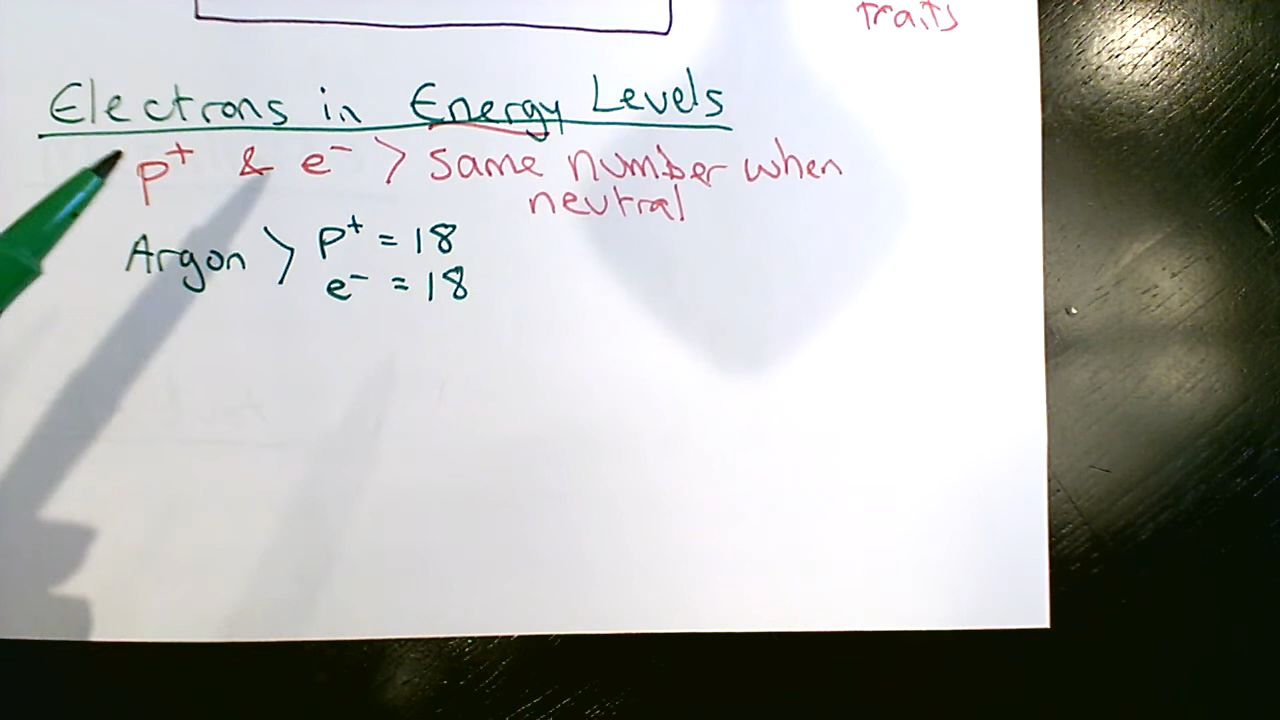 traits
Electrons in Energy Levels
p⁺ & e⁻ > same number when
neutral
Argon > p⁺ = 18
e⁻ = 18